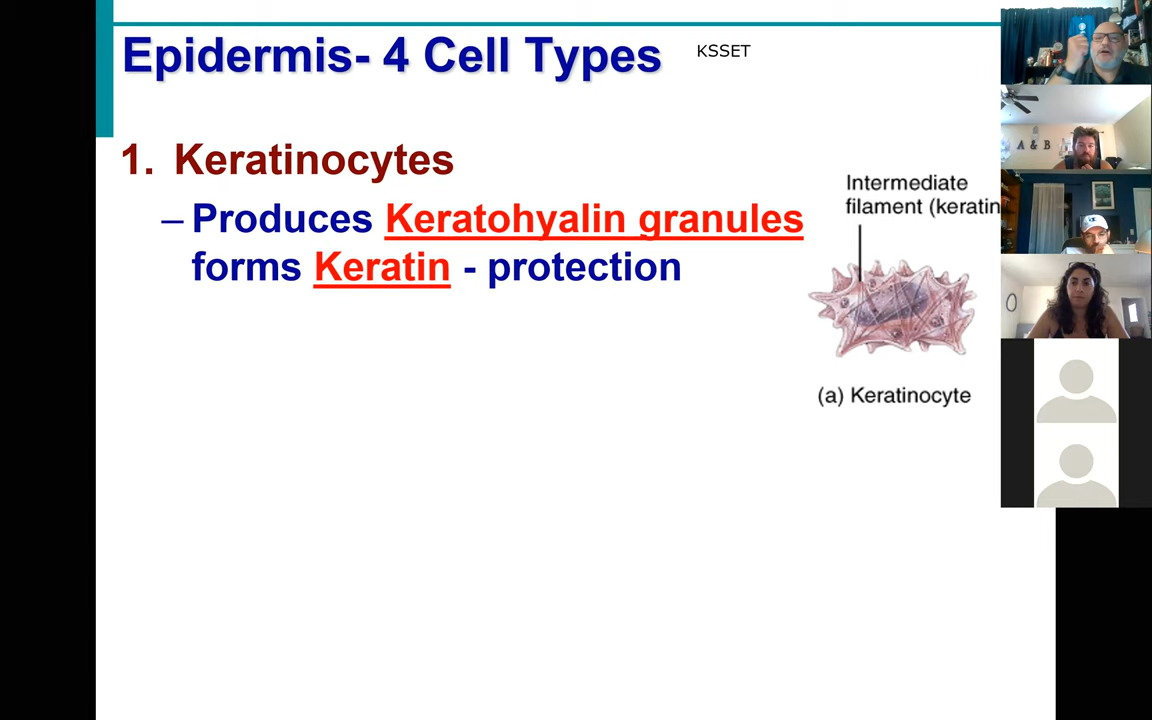 Epidermis- 4 Cell Types
KSSET
1. Keratinocytes
– Produces Keratohyalin granules
forms Keratin - protection
Intermediate
filament (keratin
(a) Keratinocyte
A & B